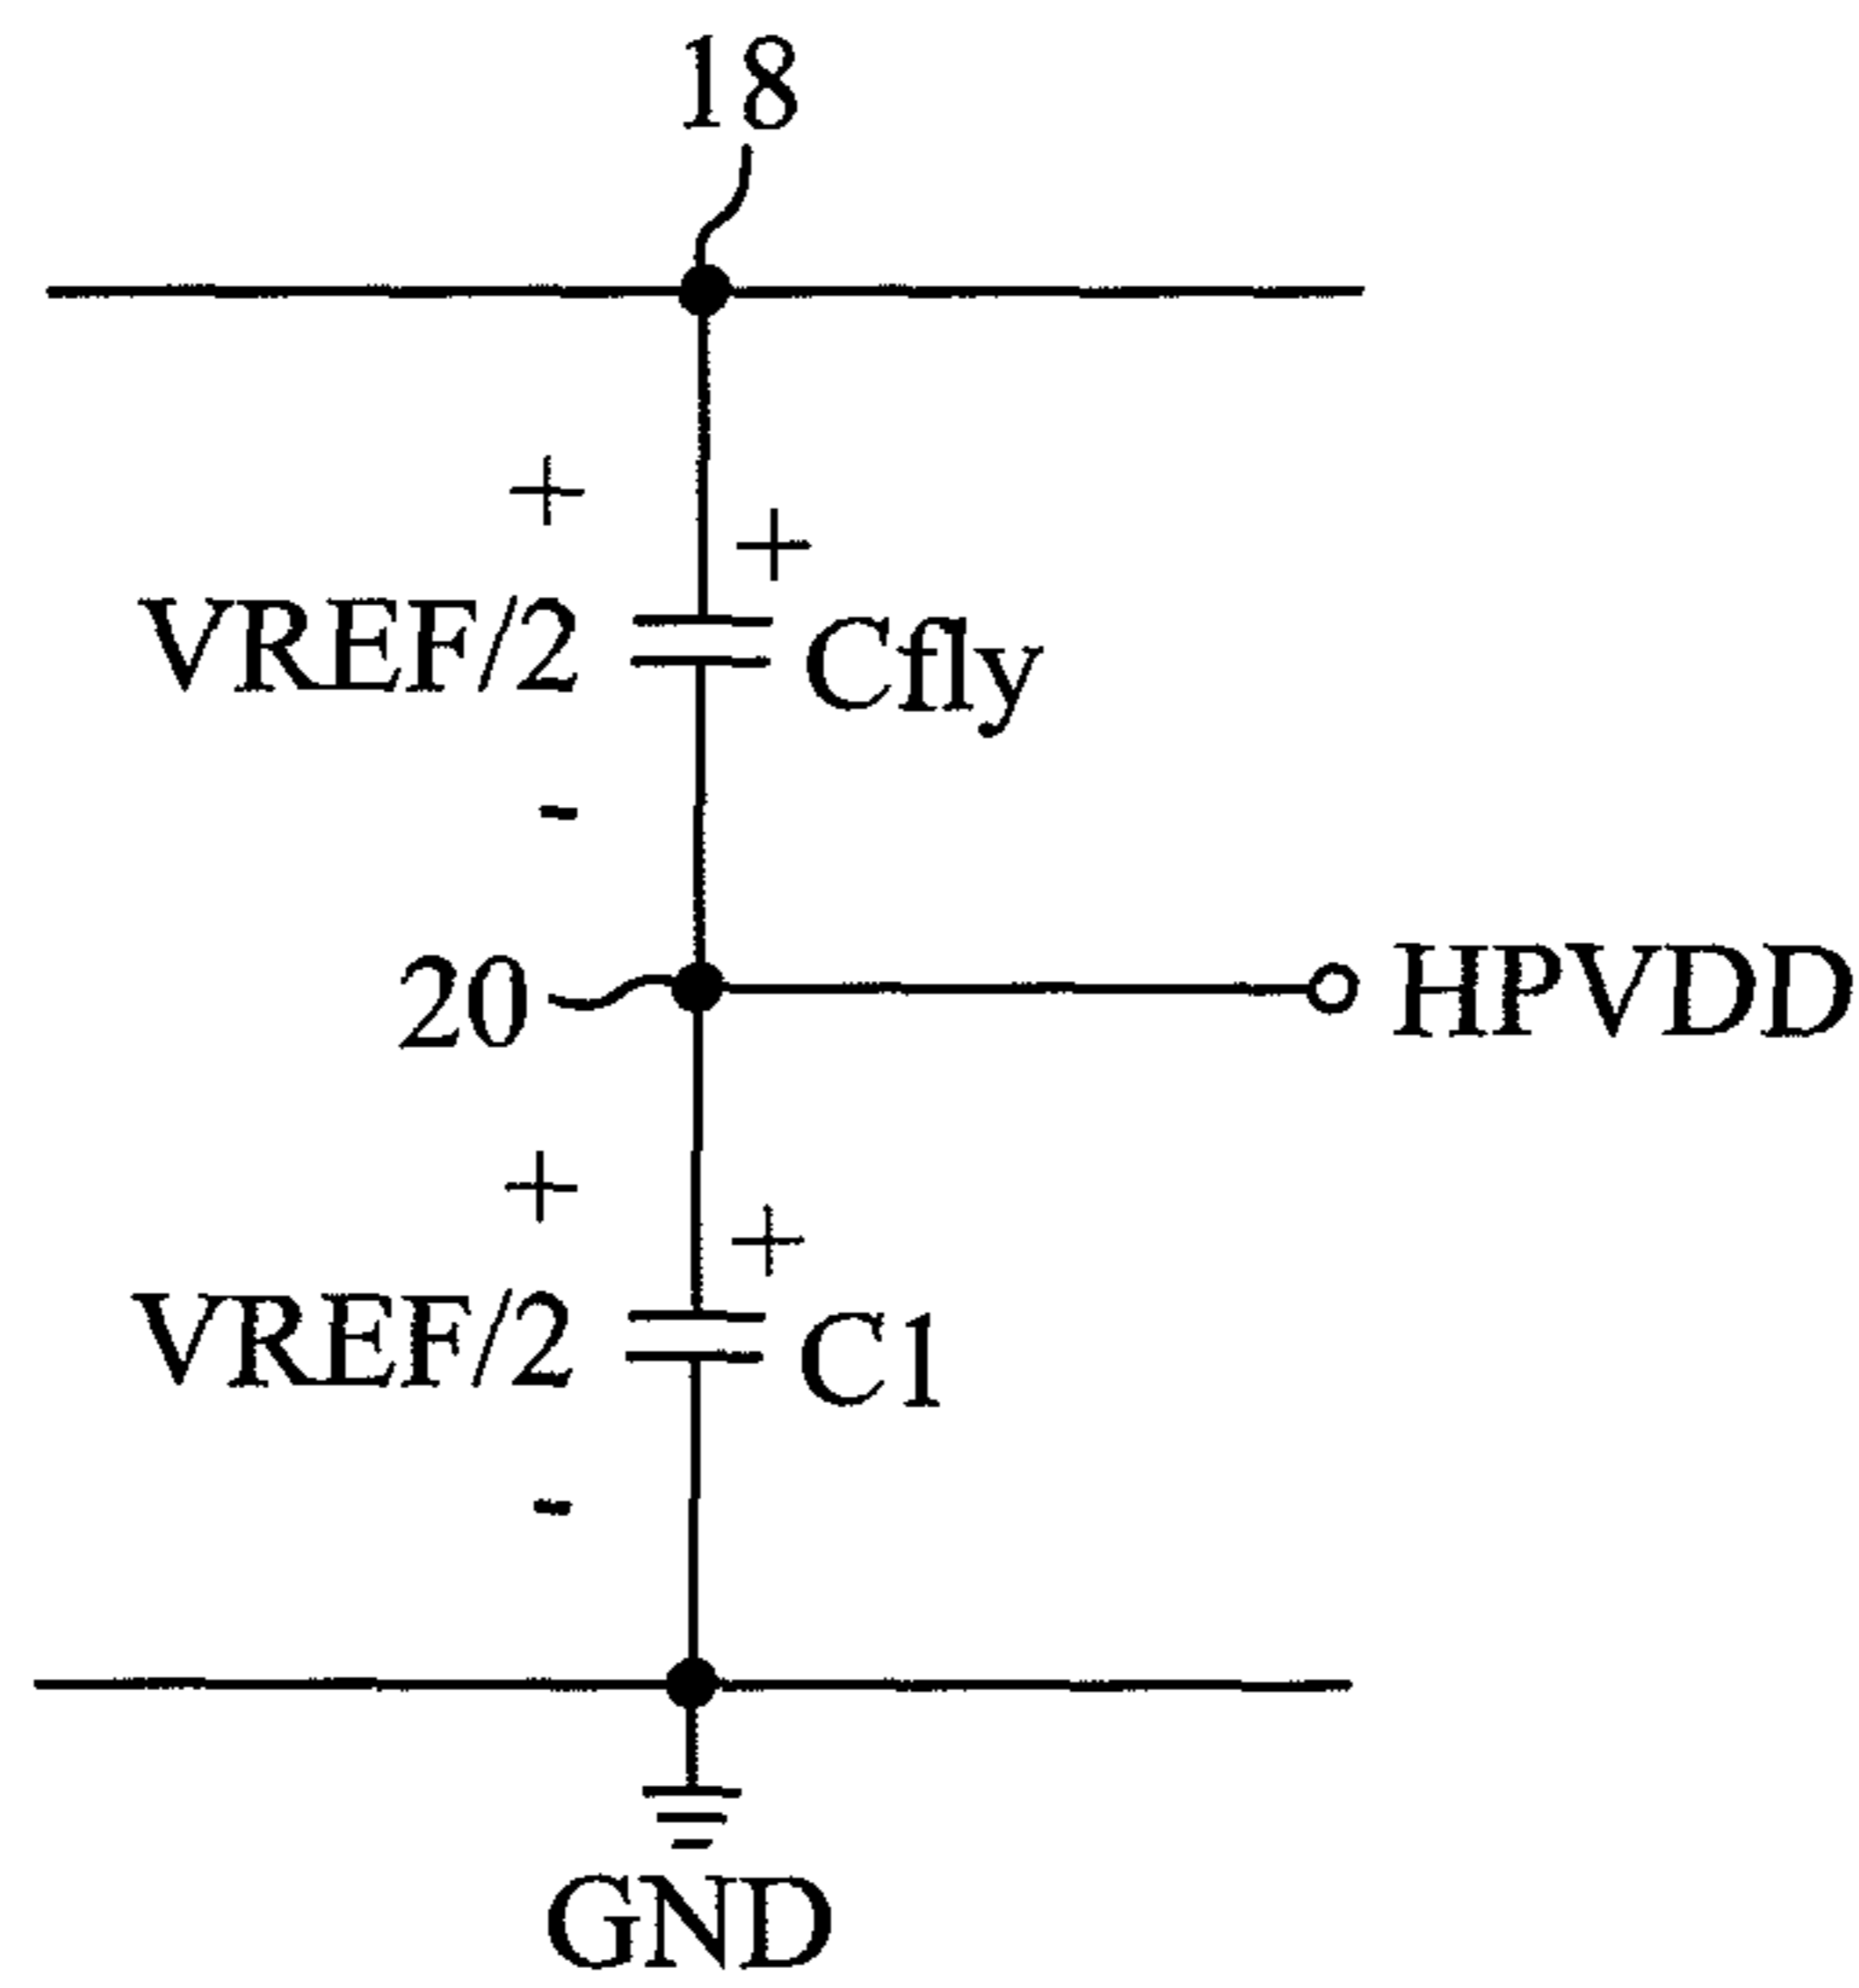 18
+
+
VREF/2
Cfly
-
20
HPVDD
+
+
VREF/2
C1
-
GND